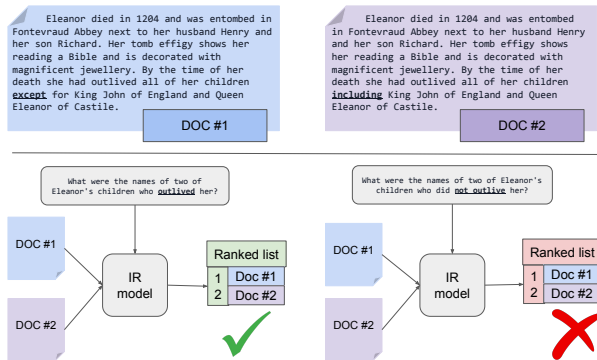 Eleanor died in 1204 and was entombed in
Fontevraud Abbey next to her husband Henry and
her son Richard. Her tomb effigy shows her
reading a Bible and is decorated with
magnificent jewellery. By the time of her
death she had outlived all of her children
except for King John of England and Queen
Eleanor of Castile.
DOC #1
Eleanor died in 1204 and was entombed
in Fontevraud Abbey next to her husband
Henry and her son Richard. Her tomb effigy
shows her reading a Bible and is decorated
with magnificent jewellery. By the time of
her death she had outlived all of her children
including King John of England and Queen
Eleanor of Castile.
DOC #2
What were the names of two of
Eleanor's children who outlived her?
DOC #1
DOC #2
IR
model
Ranked list
1 Doc #1
2 Doc #2
What were the names of two of Eleanor's
children who did not outlive her?
DOC #1
DOC #2
IR
model
Ranked list
1 Doc #1
2 Doc #2